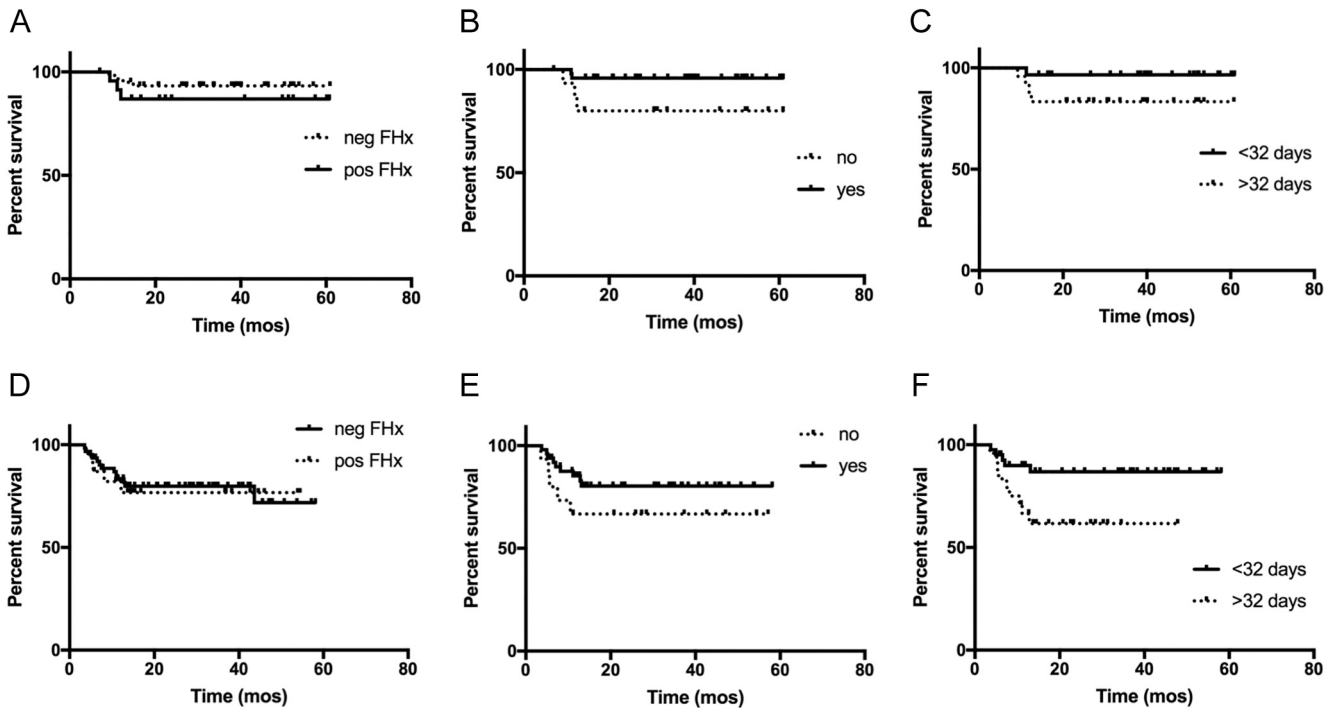 A
Percent survival
100
50
0
0 20 40 60 80
Time (mos)
neg FHx
pos FHx
B
Percent survival
100
50
0
0 20 40 60 80
Time (mos)
no
yes
C
Percent survival
100
50
0
0 20 40 60 80
Time (mos)
<32 days
>32 days
D
Percent survival
100
50
0
0 20 40 60 80
Time (mos)
neg FHx
pos FHx
E
Percent survival
100
50
0
0 20 40 60 80
Time (mos)
no
yes
F
Percent survival
100
50
0
0 20 40 60 80
Time (mos)
<32 days
>32 days